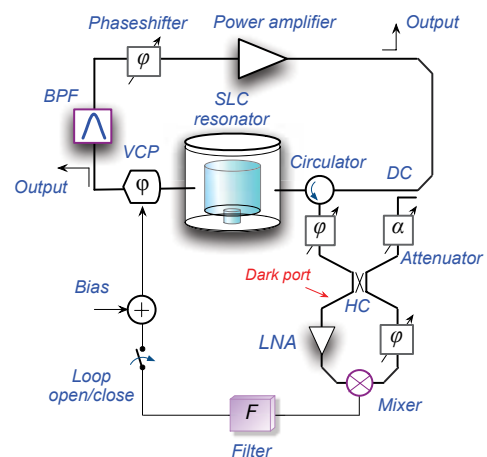 Phaseshifter
Power amplifier
Output
φ
BPF
SLC
resonator
VCP
Circulator
DC
φ
Output
φ
α
Attenuator
Dark port
HC
Bias
LNA
φ
Loop
open/close
F
Mixer
Filter